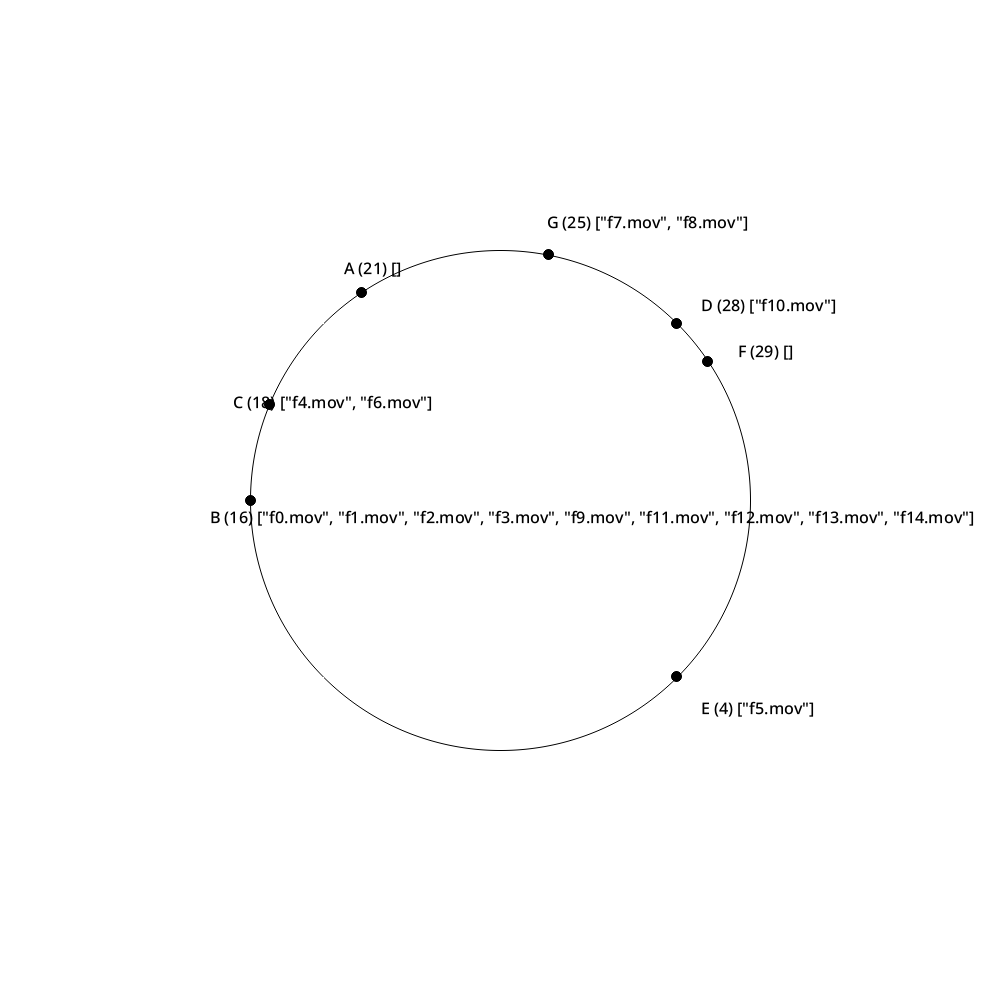 G (25) ["f7.mov", "f8.mov"]
A (21) []
D (28) ["f10.mov"]
F (29) []
C (18) ["f4.mov", "f6.mov"]
B (16) ["f0.mov", "f1.mov", "f2.mov", "f3.mov", "f9.mov", "f11.mov", "f12.mov", "f13.mov", "f14.mov"]
E (4) ["f5.mov"]